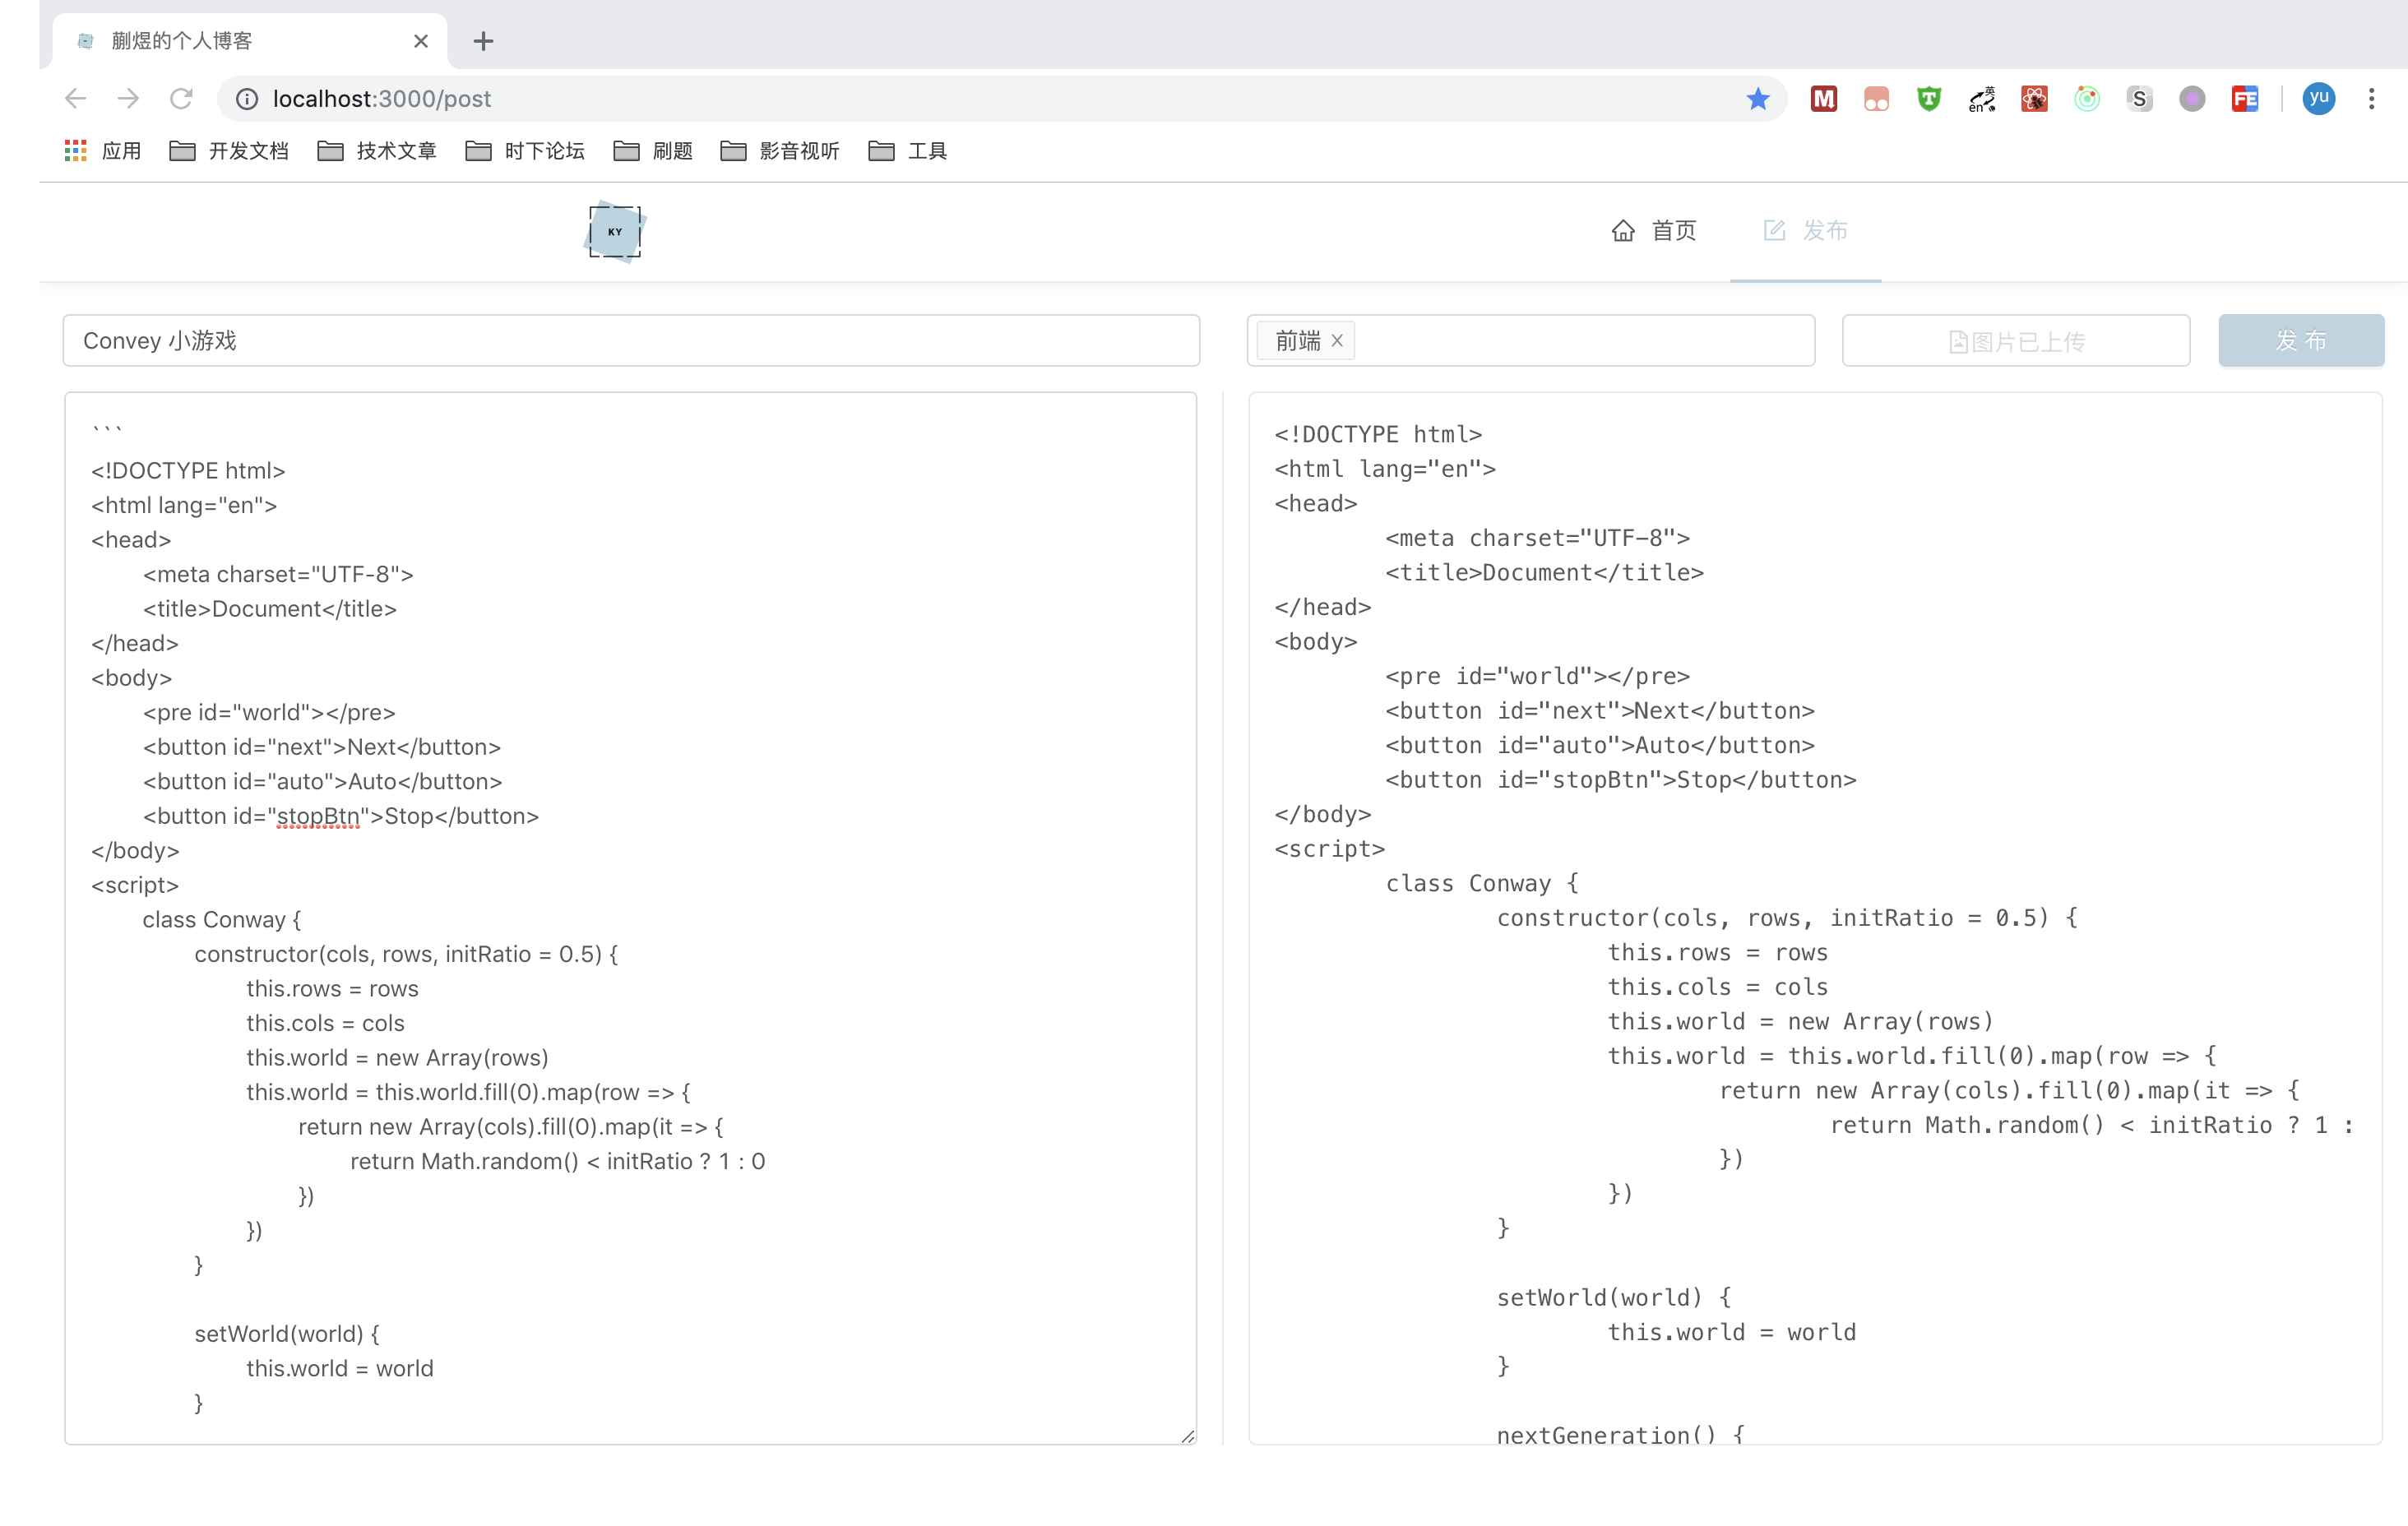 蒯煜的个人博客
localhost:3000/post
英 en
S
FE
yu
应用 开发文档 技术文章 时下论坛 刷题 影音视听 工具
KY
首页 发布
Convey 小游戏
前端
图片已上传
发 布
```
<!DOCTYPE html>
<html lang="en">
<head>
	<meta charset="UTF-8">
	<title>Document</title>
</head>
<body>
	<pre id="world"></pre>
	<button id="next">Next</button>
	<button id="auto">Auto</button>
	<button id="stopBtn">Stop</button>
</body>
<script>
	class Conway {
		constructor(cols, rows, initRatio = 0.5) {
			this.rows = rows
			this.cols = cols
			this.world = new Array(rows)
			this.world = this.world.fill(0).map(row => {
				return new Array(cols).fill(0).map(it => {
					return Math.random() < initRatio ? 1 : 0
				})
			})
		}

		setWorld(world) {
			this.world = world
		}
<!DOCTYPE html>
<html lang="en">
<head>
	<meta charset="UTF-8">
	<title>Document</title>
</head>
<body>
	<pre id="world"></pre>
	<button id="next">Next</button>
	<button id="auto">Auto</button>
	<button id="stopBtn">Stop</button>
</body>
<script>
	class Conway {
		constructor(cols, rows, initRatio = 0.5) {
			this.rows = rows
			this.cols = cols
			this.world = new Array(rows)
			this.world = this.world.fill(0).map(row => {
				return new Array(cols).fill(0).map(it => {
					return Math.random() < initRatio ? 1 :
				})
			})
		}

		setWorld(world) {
			this.world = world
		}

		nextGeneration() {